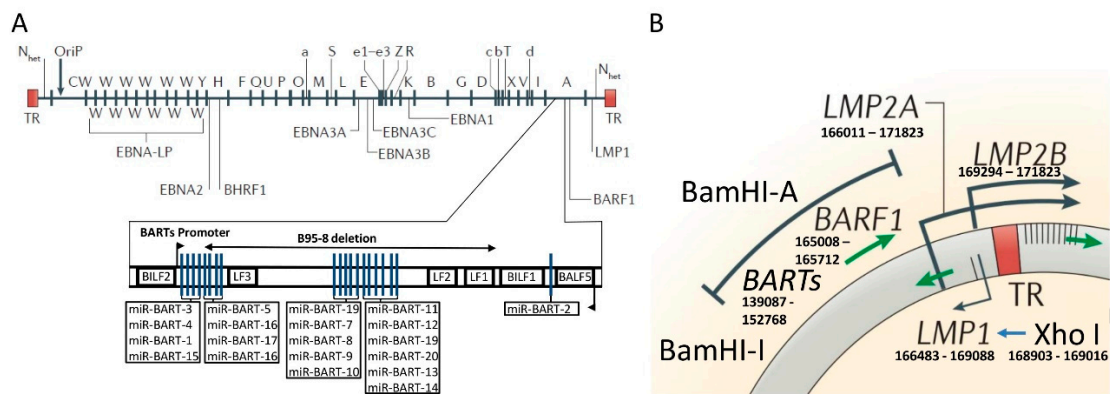 A
N het
OriP
a
S
e1–e3
Z R
c b T
d
N het
CW W W W W W W Y H F Q U P O M L E K B G D X V I A
W W W W W W W
TR
TR
EBNA-LP
EBNA3A
EBNA3C
EBNA3B
EBNA1
LMP1
EBNA2
BHRF1
BARF1
BARTs Promoter
B95-8 deletion
BILF2
LF3
LF2
LF1
BILF1
BALF5
miR-BART-3
miR-BART-4
miR-BART-1
miR-BART-15
miR-BART-5
miR-BART-16
miR-BART-17
miR-BART-16
miR-BART-19
miR-BART-7
miR-BART-8
miR-BART-9
miR-BART-10
miR-BART-11
miR-BART-12
miR-BART-19
miR-BART-20
miR-BART-13
miR-BART-14
miR-BART-2
B
LMP2A
166011 – 171823
LMP2B
169294 – 171823
BamHI-A
BARF1
165008 –
165712
BARTs
139087-
152768
BamHI-I
TR
LMP1
166483 - 169088
Xho I
168903 - 169016